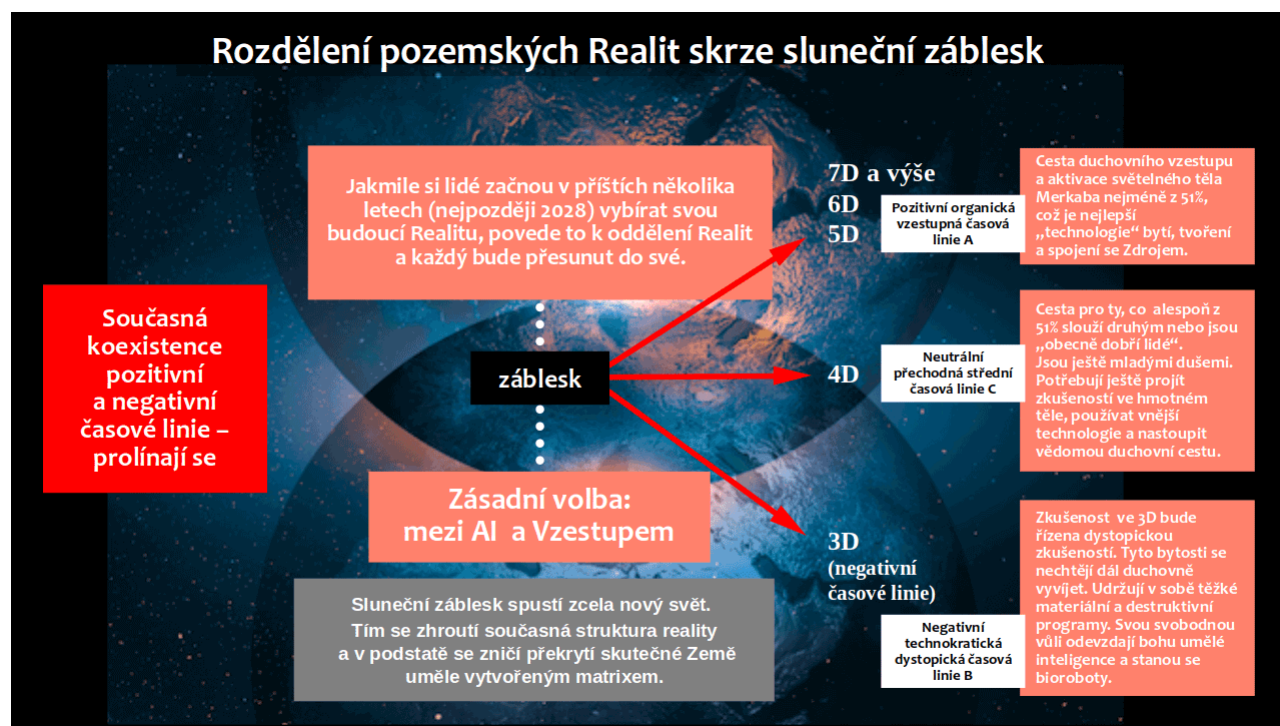 Rozdělení pozemských Realit skrze sluneční záblesk
Jakmile si lidé začnou v příštích několika
letech (nejpozději 2028) vybírat svou
budoucí Realitu, povede to k oddělení Realit
a každý bude přesunut do své.
Současná
koexistence
pozitivní
a negativní
časové linie –
prolínají se
záblesk
Zásadní volba:
mezi AI a Vzestupem
Sluneční záblesk spustí zcela nový svět.
Tím se zhroutí současná struktura reality
a v podstatě se zničí překrytí skutečné Země
uměle vytvořeným matrixem.
7D a výše
6D
5D
Pozitivní organická
vzestupná časová
linie A
Cesta duchovního vzestupu
a aktivace světelného těla
Merkaba nejméně z 51%,
což je nejlepší
„technologie“ bytí, tvoření
a spojení se Zdrojem.
4D
Neutrální
přechodná střední
časová linie C
Cesta pro ty, co alespoň z
51% slouží druhým nebo jsou
„obecně dobří lidé“.
Jsou ještě mladými dušemi.
Potřebují ještě projít
zkušeností ve hmotném
těle, používat vnější
technologie a nastoupit
vědomou duchovní cestu.
3D
(negativní
časové linie)
Negativní
technokratická
dystopická časová
linie B
Zkušenost ve 3D bude
řízena dystopickou
zkušeností. Tyto bytosti se
nechtějí dál duchovně
vyvíjet. Udržují v sobě těžké
materiální a destruktivní
programy. Svou svobodnou
vůli odevzdají bohu umělé
inteligence a stanou se
bioroboty.